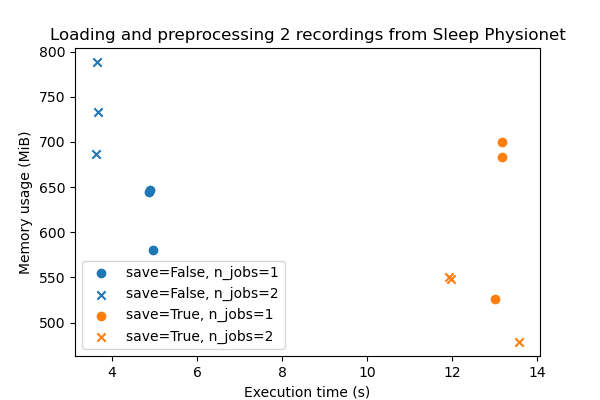 Loading and preprocessing 2 recordings from Sleep Physionet
800
750
700
650
600
550
500
Memory usage (MiB)
save=False, n_jobs=1
save=False, n_jobs=2
save=True, n_jobs=1
save=True, n_jobs=2
4 6 8 10 12 14
Execution time (s)